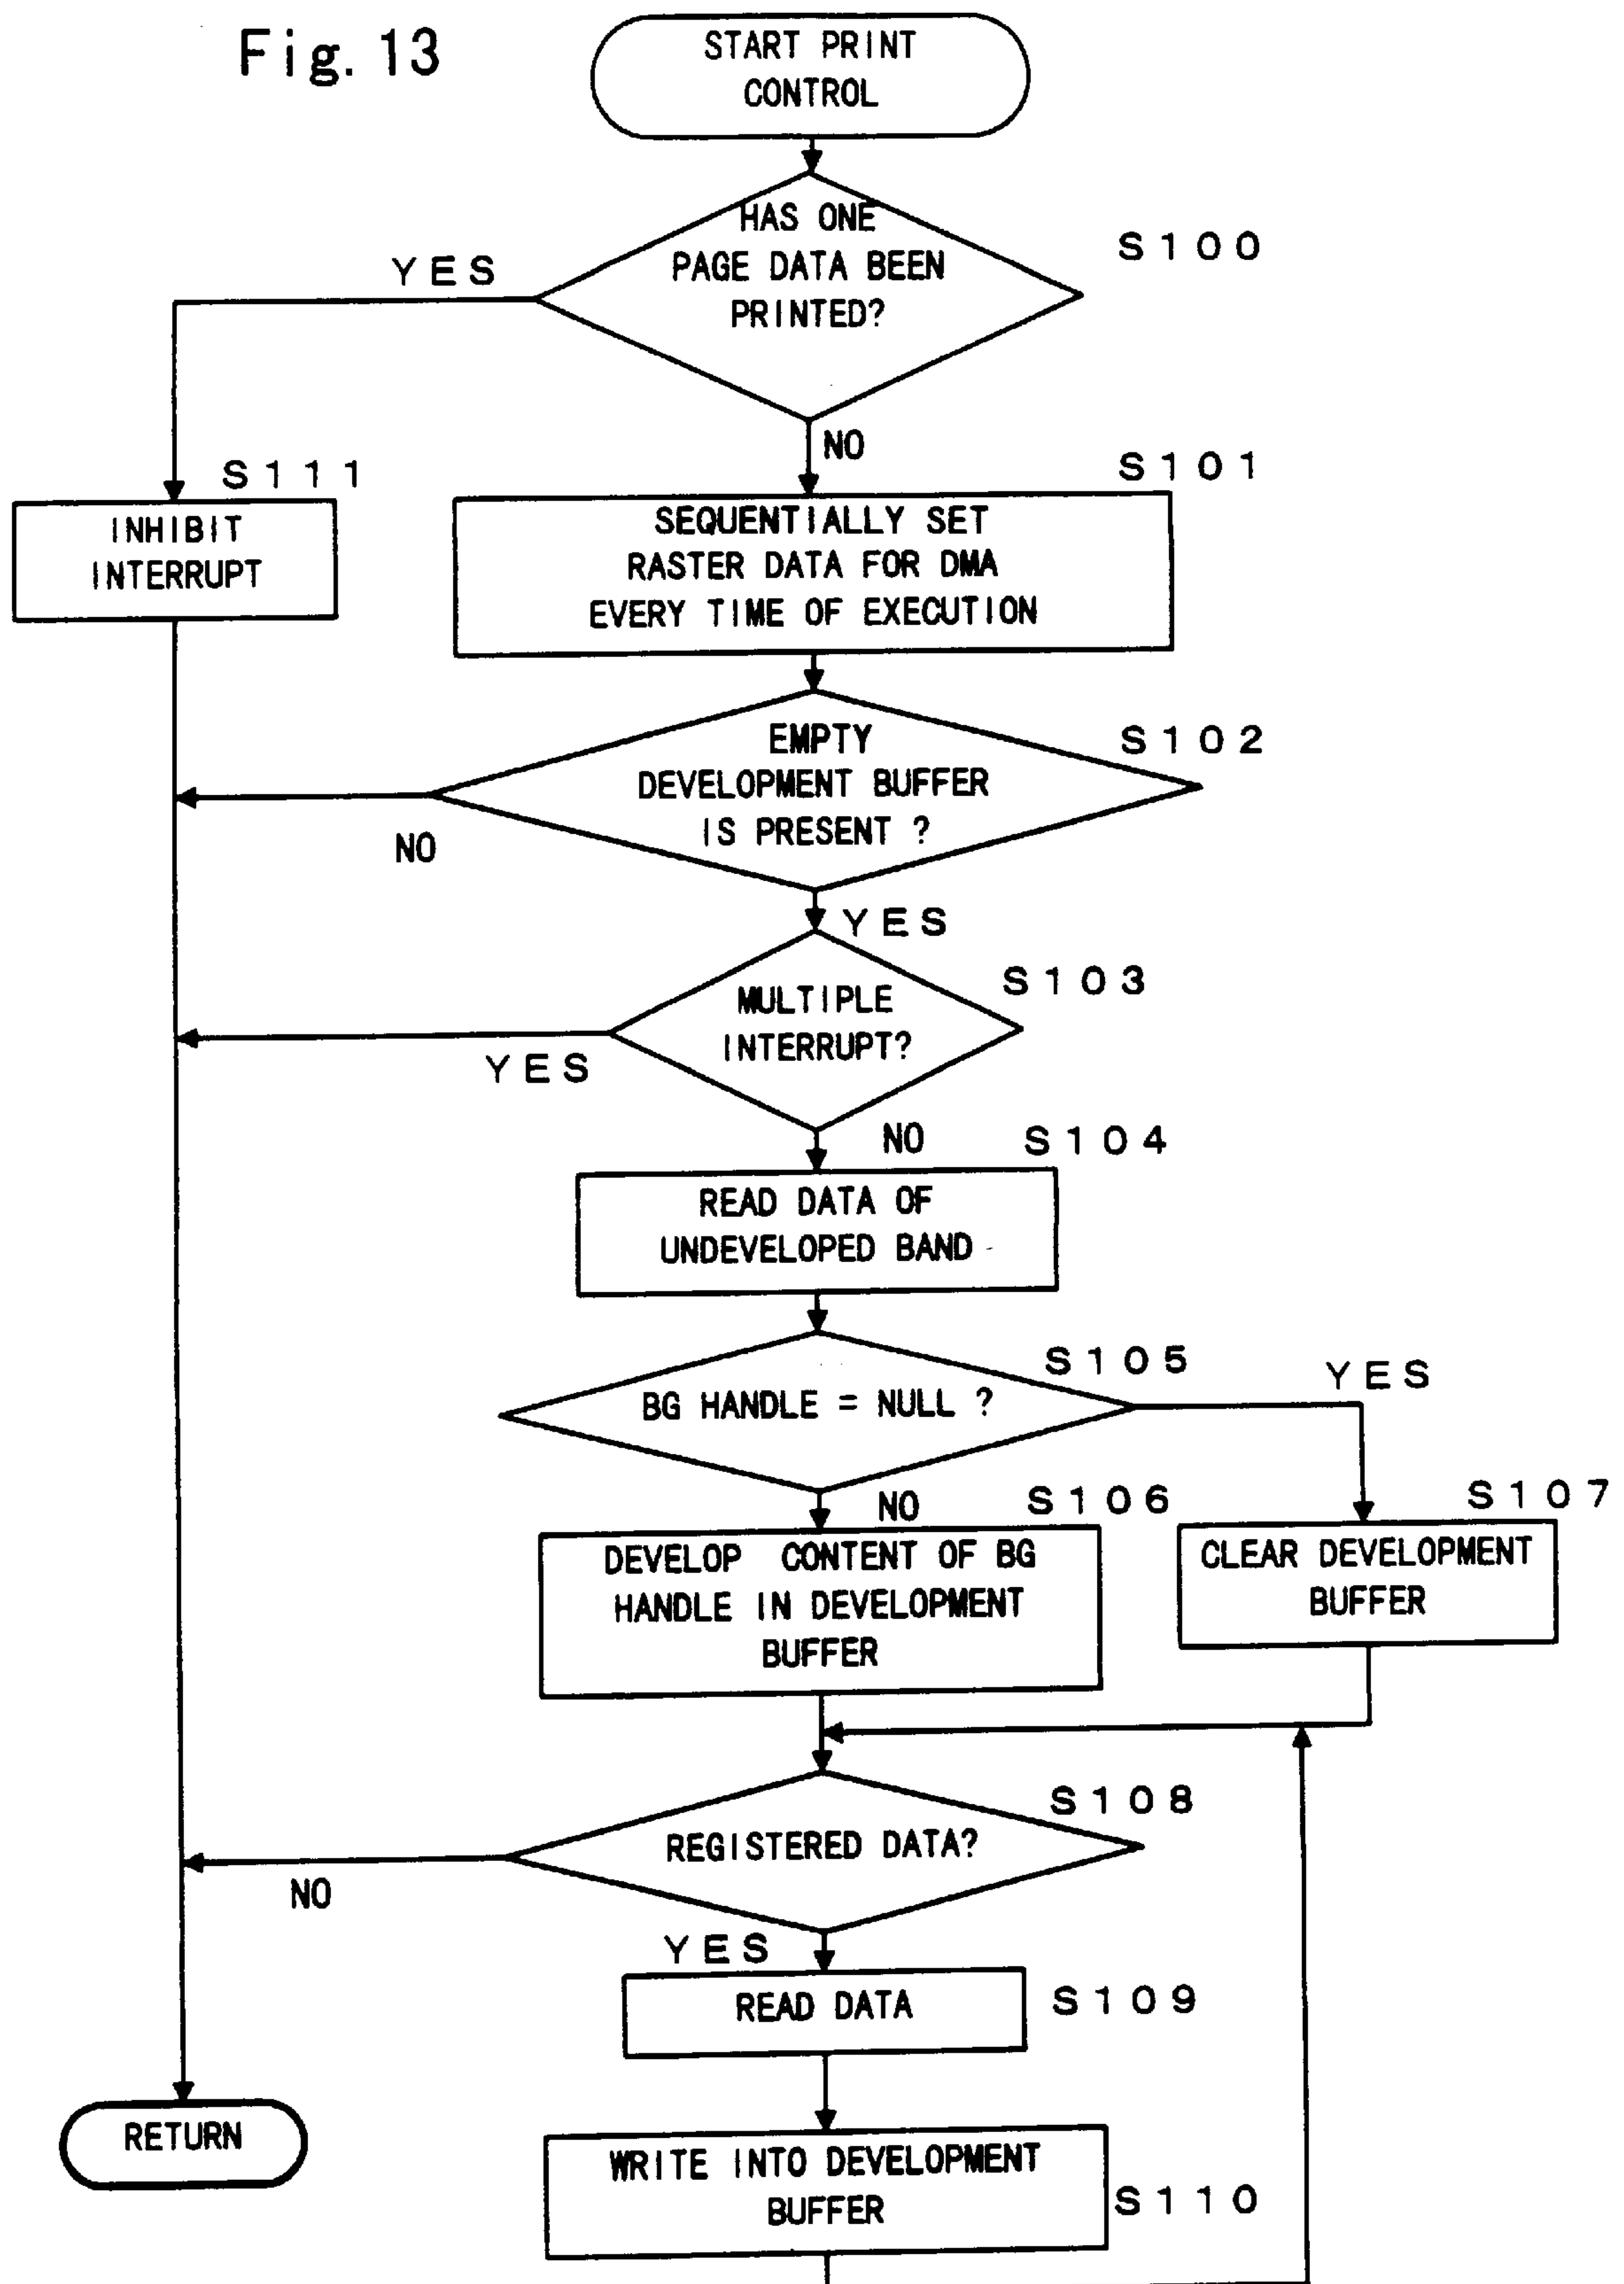 Fig. 13
START PRINT
CONTROL
HAS ONE
PAGE DATA BEEN
PRINTED?
S100
YES
NO
S111
INHIBIT
INTERRUPT
S101
SEQUENTIALLY SET
RASTER DATA FOR DMA
EVERY TIME OF EXECUTION
EMPTY
DEVELOPMENT BUFFER
IS PRESENT ?
S102
NO
YES
MULTIPLE
INTERRUPT?
S103
YES
NO
S104
READ DATA OF
UNDEVELOPED BAND
S105
BG HANDLE = NULL ?
YES
NO
S106
DEVELOP CONTENT OF BG
HANDLE IN DEVELOPMENT
BUFFER
S107
CLEAR DEVELOPMENT
BUFFER
S108
REGISTERED DATA?
NO
YES
READ DATA
S109
RETURN
WRITE INTO DEVELOPMENT
BUFFER
S110